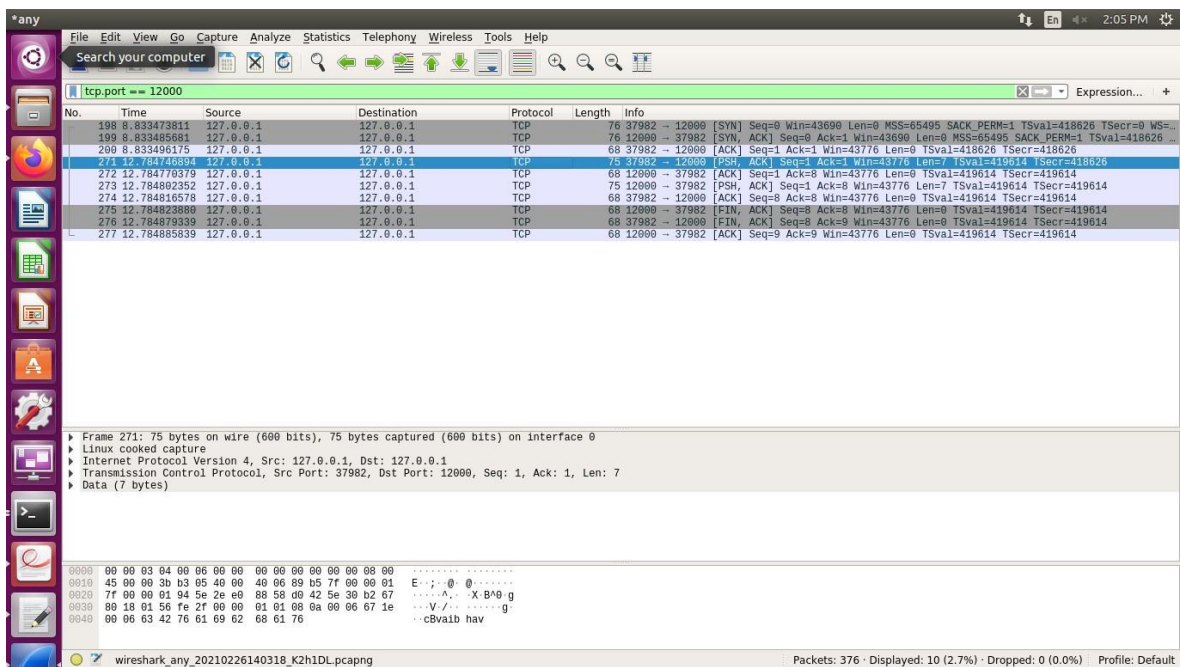 *any
En
2:05 PM
File Edit View Go Capture Analyze Statistics Telephony Wireless Tools Help
Search your computer
tcp.port == 12000
Expression... +
No. Time Source Destination Protocol Length Info
198 8.833473811 127.0.0.1 127.0.0.1 TCP 76 37982 → 12000 [SYN] Seq=0 Win=43690 Len=0 MSS=65495 SACK_PERM=1 TSval=418626 TSecr=0 WS=…
199 8.833485681 127.0.0.1 127.0.0.1 TCP 76 12000 → 37982 [SYN, ACK] Seq=0 Ack=1 Win=43690 Len=0 MSS=65495 SACK_PERM=1 TSval=418626 …
200 8.833496175 127.0.0.1 127.0.0.1 TCP 68 37982 → 12000 [ACK] Seq=1 Ack=1 Win=43776 Len=0 TSval=418626 TSecr=418626
271 12.784746894 127.0.0.1 127.0.0.1 TCP 75 37982 → 12000 [PSH, ACK] Seq=1 Ack=1 Win=43776 Len=7 TSval=419614 TSecr=418626
272 12.784770379 127.0.0.1 127.0.0.1 TCP 68 12000 → 37982 [ACK] Seq=1 Ack=8 Win=43776 Len=0 TSval=419614 TSecr=419614
273 12.784802352 127.0.0.1 127.0.0.1 TCP 75 12000 → 37982 [PSH, ACK] Seq=1 Ack=8 Win=43776 Len=7 TSval=419614 TSecr=419614
274 12.784816578 127.0.0.1 127.0.0.1 TCP 68 37982 → 12000 [ACK] Seq=8 Ack=8 Win=43776 Len=0 TSval=419614 TSecr=419614
275 12.784823880 127.0.0.1 127.0.0.1 TCP 68 12000 → 37982 [FIN, ACK] Seq=8 Ack=8 Win=43776 Len=0 TSval=419614 TSecr=419614
276 12.784879339 127.0.0.1 127.0.0.1 TCP 68 37982 → 12000 [FIN, ACK] Seq=8 Ack=9 Win=43776 Len=0 TSval=419614 TSecr=419614
277 12.784885839 127.0.0.1 127.0.0.1 TCP 68 12000 → 37982 [ACK] Seq=9 Ack=9 Win=43776 Len=0 TSval=419614 TSecr=419614
Frame 271: 75 bytes on wire (600 bits), 75 bytes captured (600 bits) on interface 0
Linux cooked capture
Internet Protocol Version 4, Src: 127.0.0.1, Dst: 127.0.0.1
Transmission Control Protocol, Src Port: 37982, Dst Port: 12000, Seq: 1, Ack: 1, Len: 7
Data (7 bytes)
0000 00 00 03 04 00 06 00 00 00 00 00 00 00 00 08 00 ········ ········
0010 45 00 00 3b b3 05 40 00 40 06 89 b5 7f 00 00 01 E··;··@· @·······
0020 7f 00 00 01 94 5e 2e e0 88 58 d0 42 5e 30 b2 67 ·····^.· ·X·B^0·g
0030 80 18 01 56 fe 2f 00 00 01 01 08 0a 00 06 67 1e ···V·/·· ······g·
0040 00 06 63 42 76 61 69 62 68 61 76 ··cBvaib hav
wireshark_any_20210226140318_K2h1DL.pcapng
Packets: 376 · Displayed: 10 (2.7%) · Dropped: 0 (0.0%) Profile: Default